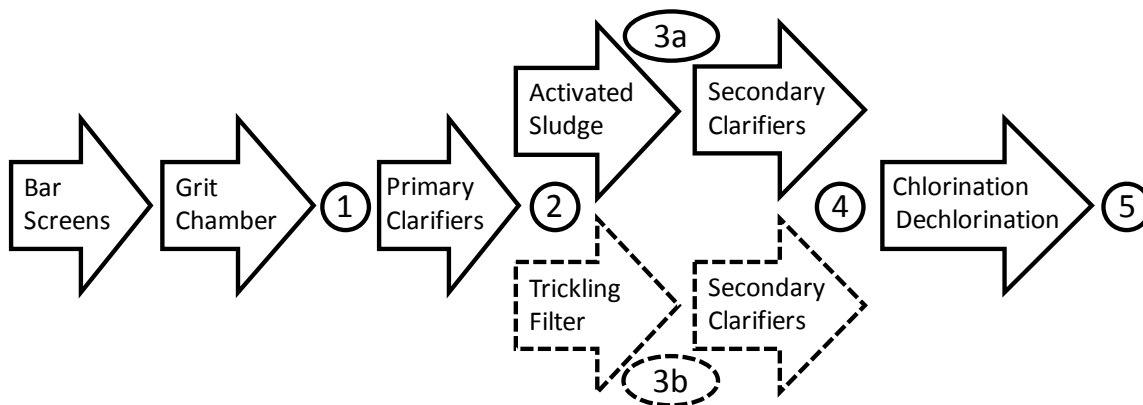 Bar
Screens
Grit
Chamber
1
Primary
Clarifiers
2
Activated
Sludge
3a
Secondary
Clarifiers
Trickling
Filter
3b
Secondary
Clarifiers
4
Chlorination
Dechlorination
5